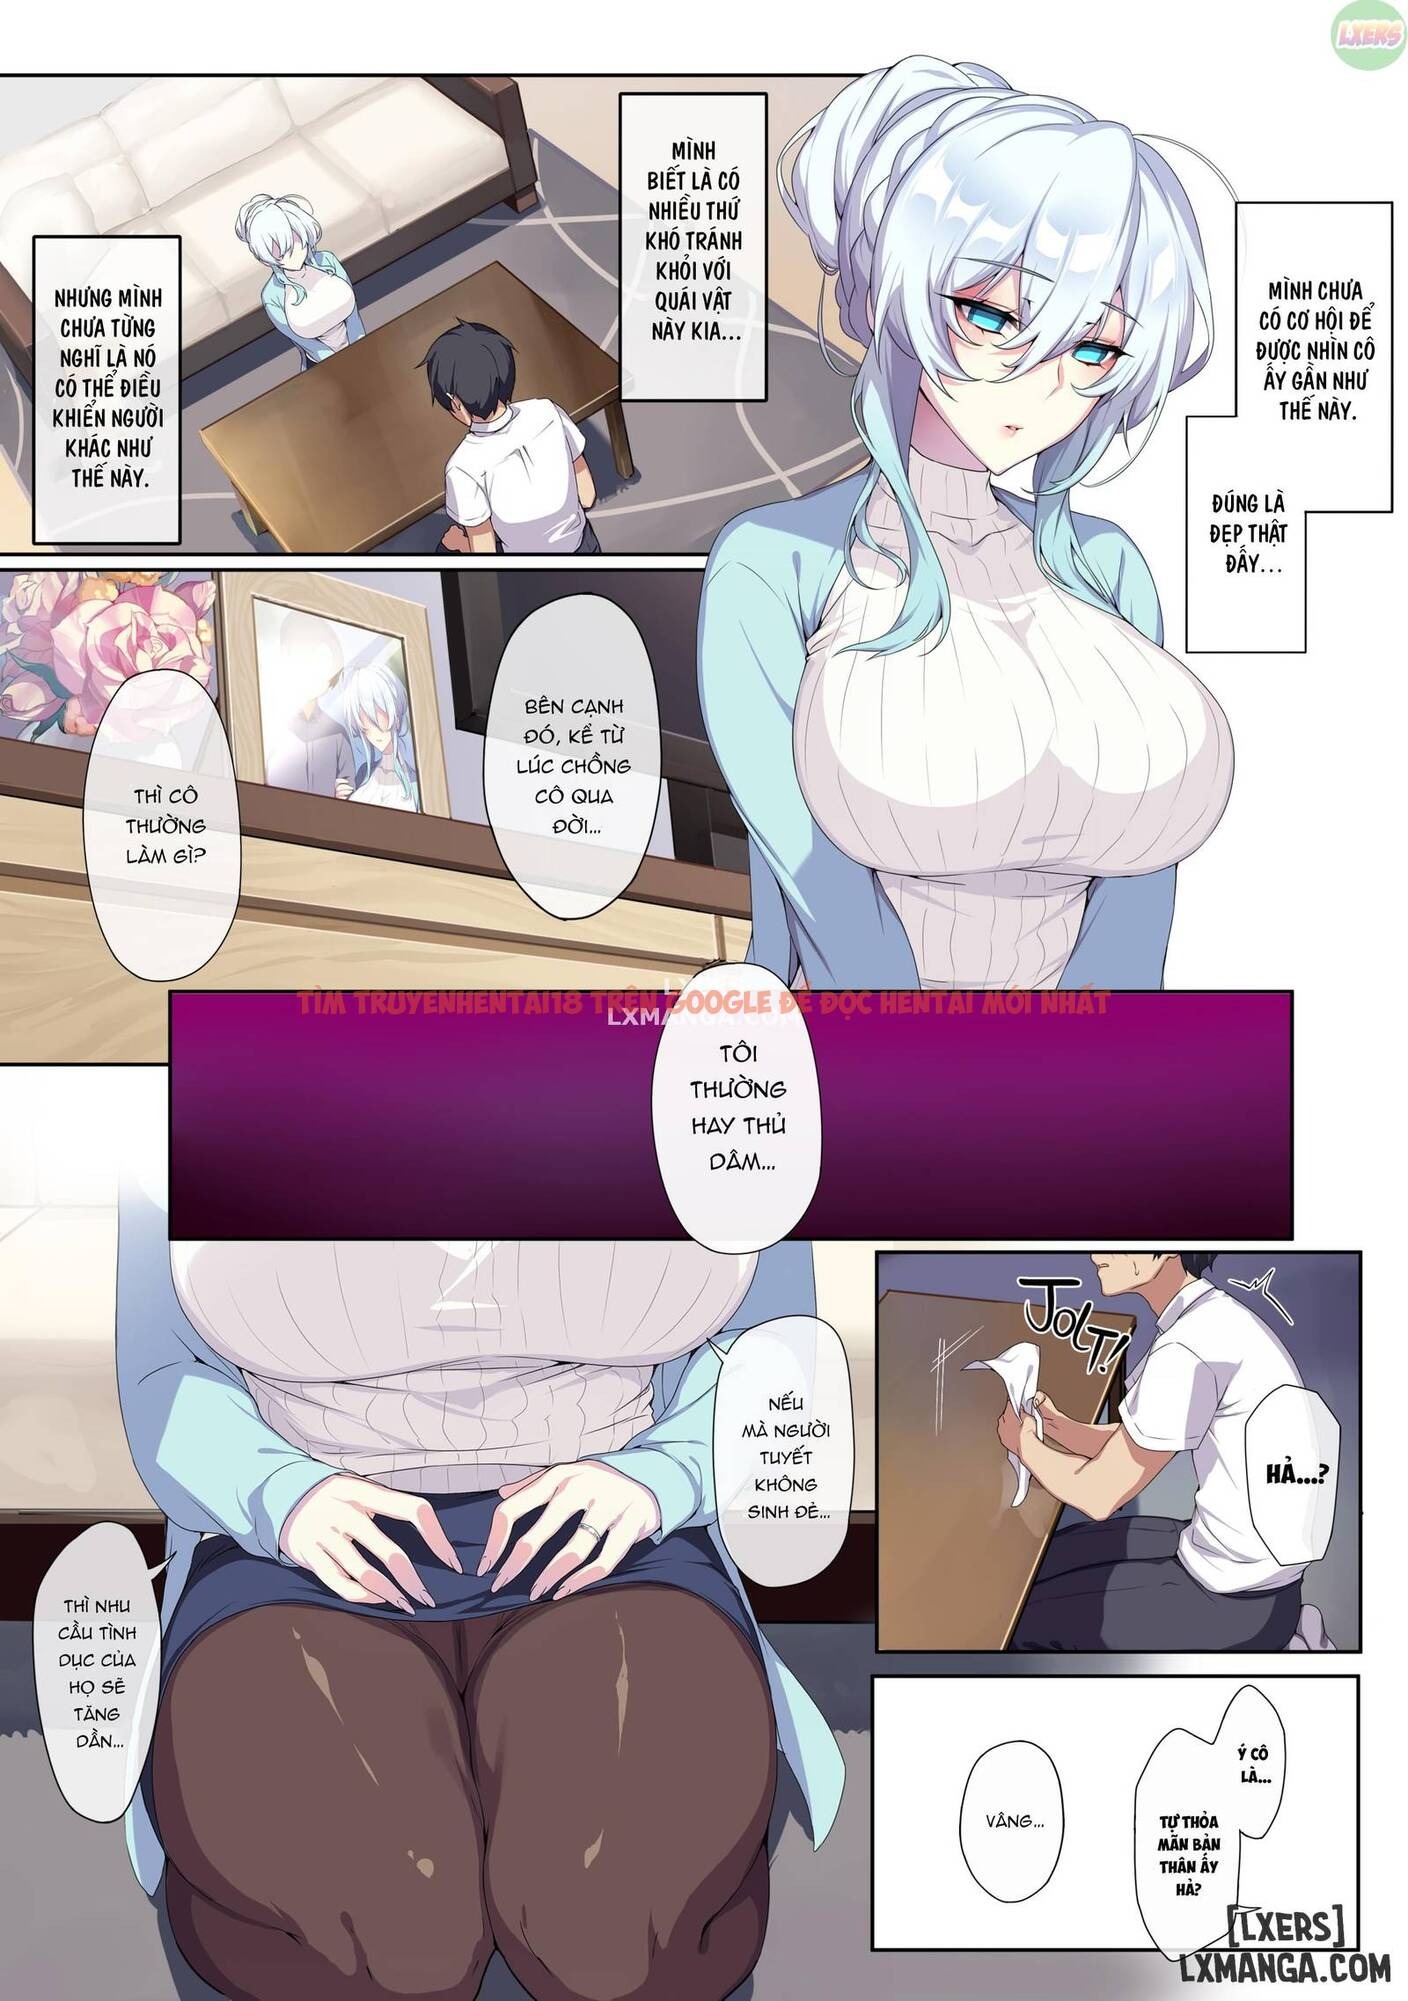 LXERS
MÌNH CHƯA
CÓ CƠ HỘI ĐỂ
ĐƯỢC NHÌN CÔ
ẤY GẦN NHƯ
THẾ NÀY.
ĐÚNG LÀ
ĐẸP THẬT
ĐẤY...
MÌNH
BIẾT LÀ CÓ
NHIỀU THỨ
KHÓ TRÁNH
KHỎI VỚI
QUÁI VẬT
NÀY KIA...
NHƯNG MÌNH
CHƯA TỪNG
NGHĨ LÀ NÓ
CÓ THỂ ĐIỀU
KHIỂN NGƯỜI
KHÁC NHƯ
THẾ NÀY.
BÊN CẠNH
ĐÓ, KỂ TỪ
LÚC CHỒNG
CÔ QUA
ĐỜI...
THÌ CÔ
THƯỜNG
LÀM GÌ?
TÌM TRUYENHENTAI18 TRÊN GOOGLE ĐỂ ĐỌC HENTAI MỚI NHẤT
LXMANGA.COM
TÔI
THƯỜNG
HAY THỦ
DÂM...
JOLT!
HẢ...?
NẾU
MÀ NGƯỜI
TUYẾT
KHÔNG
SINH ĐẺ...
THÌ NHU
CẦU TÌNH
DỤC CỦA
HỌ SẼ
TĂNG
DẦN...
Ý CÔ
LÀ...
TỰ THỎA
MÃN BẢN
THÂN ẤY
HẢ?
VÂNG...
[LXERS]
LXMANGA.COM